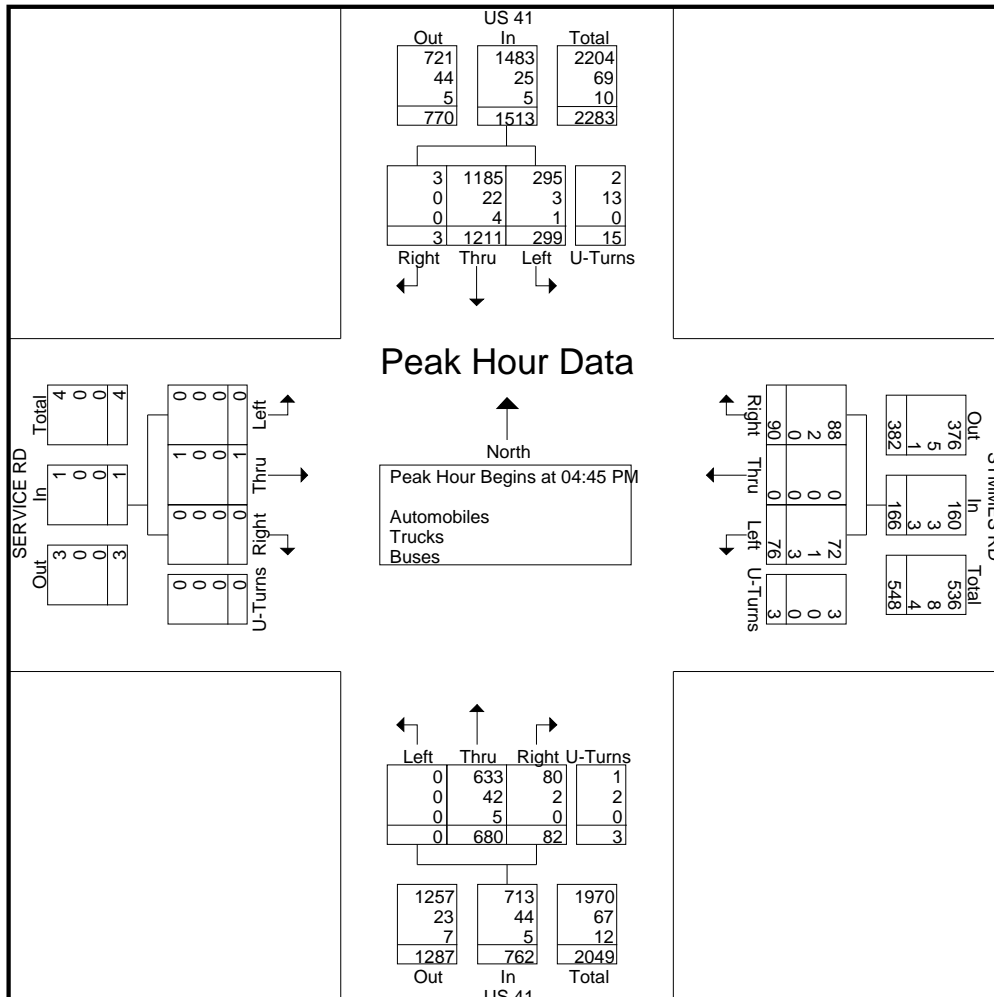 US 41
Out In Total
721 1483 2204
44 25 69
5 5 10
770 1513 2283
3 1185 295 2
0 22 3 13
0 4 1 0
3 1211 299 15
Right Thru Left U-Turns
Peak Hour Data
North
Peak Hour Begins at 04:45 PM
Automobiles
Trucks
Buses
SERVICE RD
Total
4 0 0 4
In
1 0 0 1
Out
3 0 0 3
0 0 0 0
Left
1 0 0 1
Thru
0 0 0 0
Right
0 0 0 0
U-Turns
Right
88 2 0 90
Thru
0 0 0 0
Left
72 1 3 76
U-Turns
3 0 0 3
Out
376 5 1 382
In
160 3 3 166
Total
536 8 4 548
SYMMES RD
Left Thru Right U-Turns
0 633 80 1
0 42 2 2
0 5 0 0
0 680 82 3
1257 713 1970
23 44 67
7 5 12
1287 762 2049
Out In Total
US 41